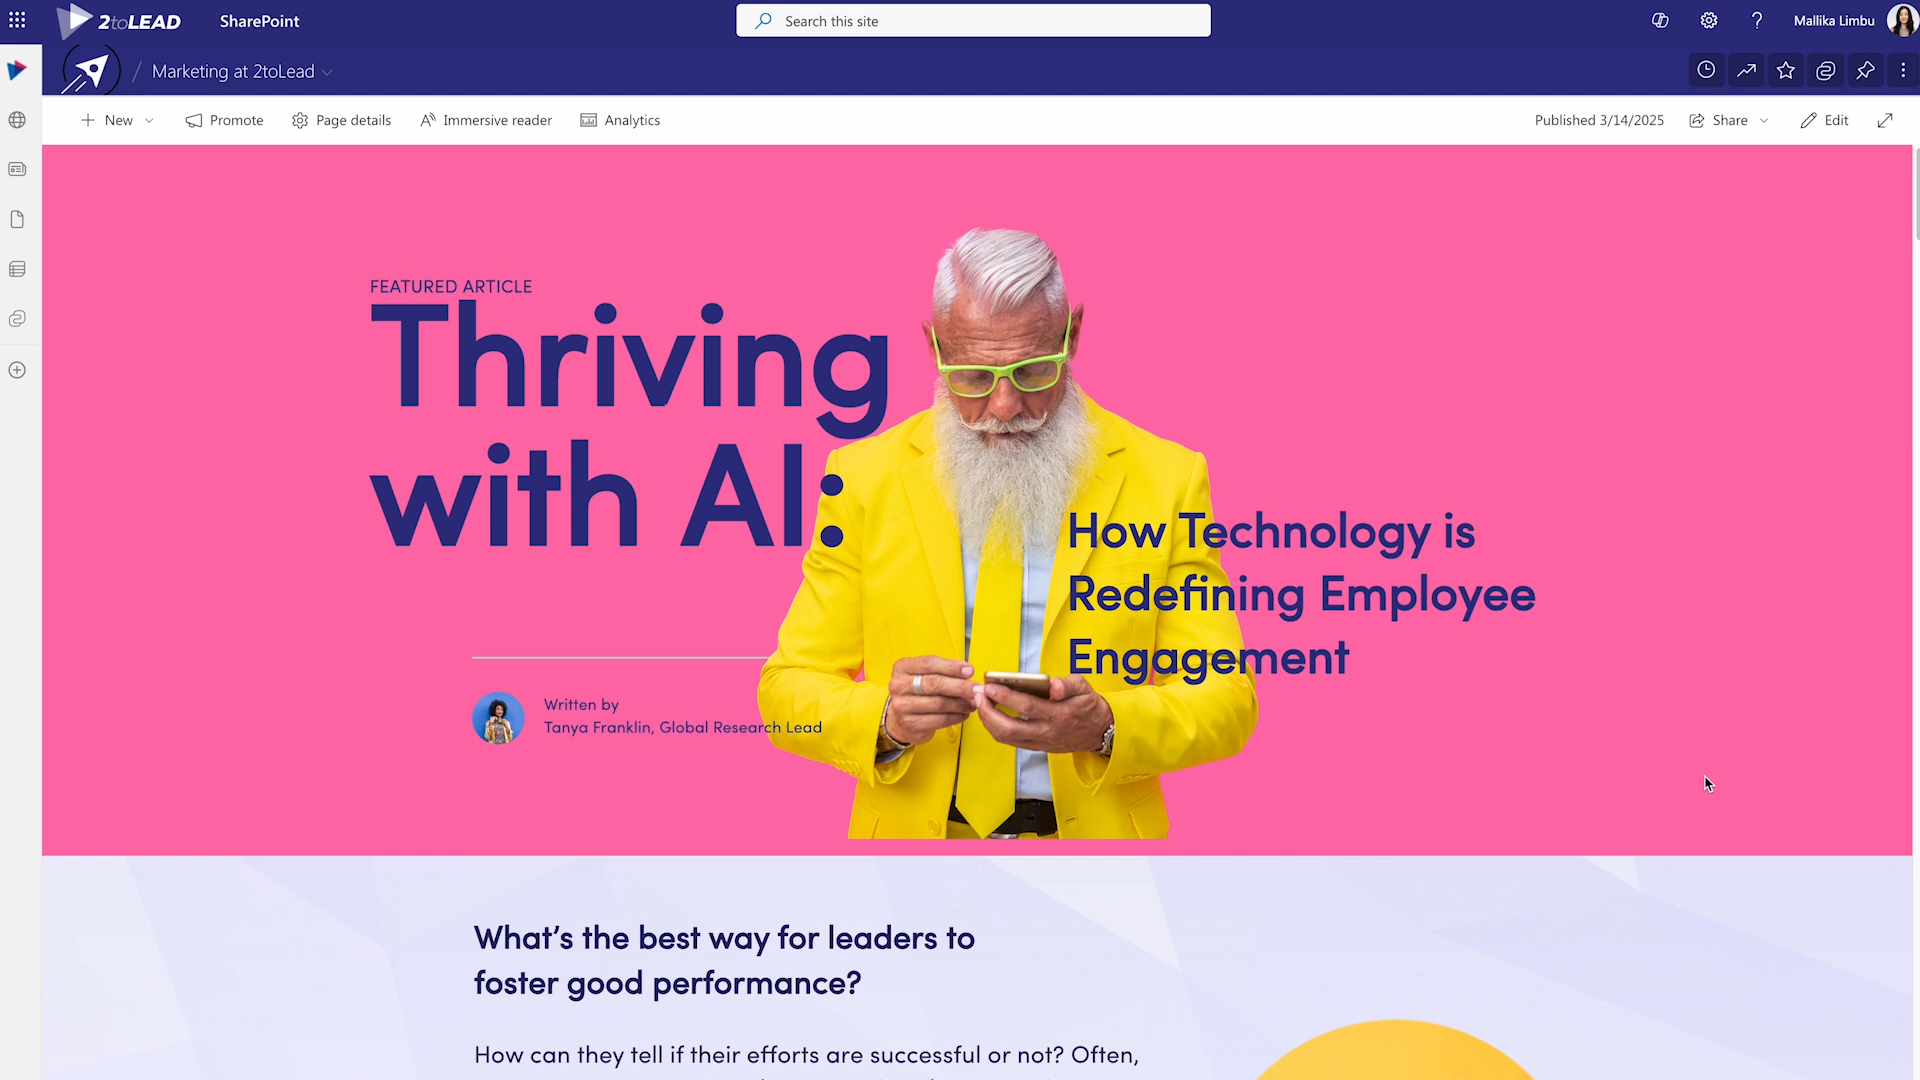 2toLEAD SharePoint Search this site Mallika Limbu
/ Marketing at 2toLead
New Promote Page details Immersive reader Analytics Published 3/14/2025 Share Edit
FEATURED ARTICLE
Thriving
with AI:
How Technology is
Redefining Employee
Engagement
Written by
Tanya Franklin, Global Research Lead
What's the best way for leaders to
foster good performance?
How can they tell if their efforts are successful or not? Often,